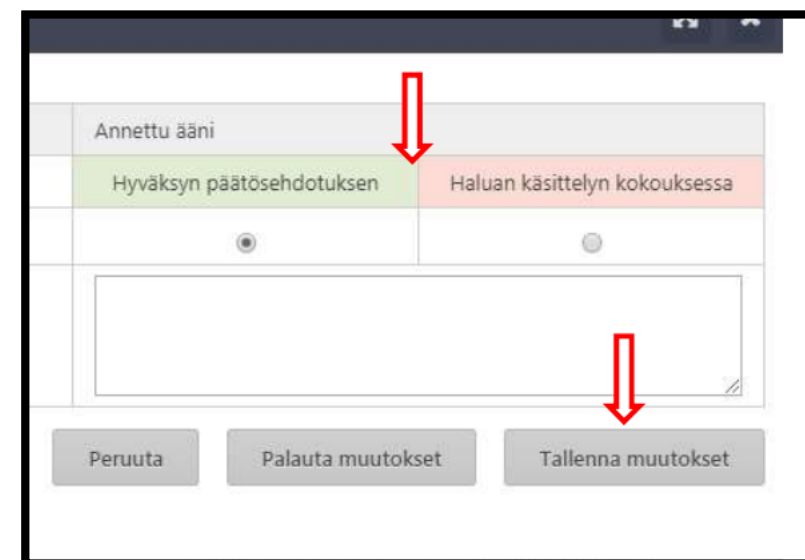 Annettu ääni
Hyväksyn päätösehdotuksen Haluan käsittelyn kokouksessa
Peruuta Palauta muutokset Tallenna muutokset